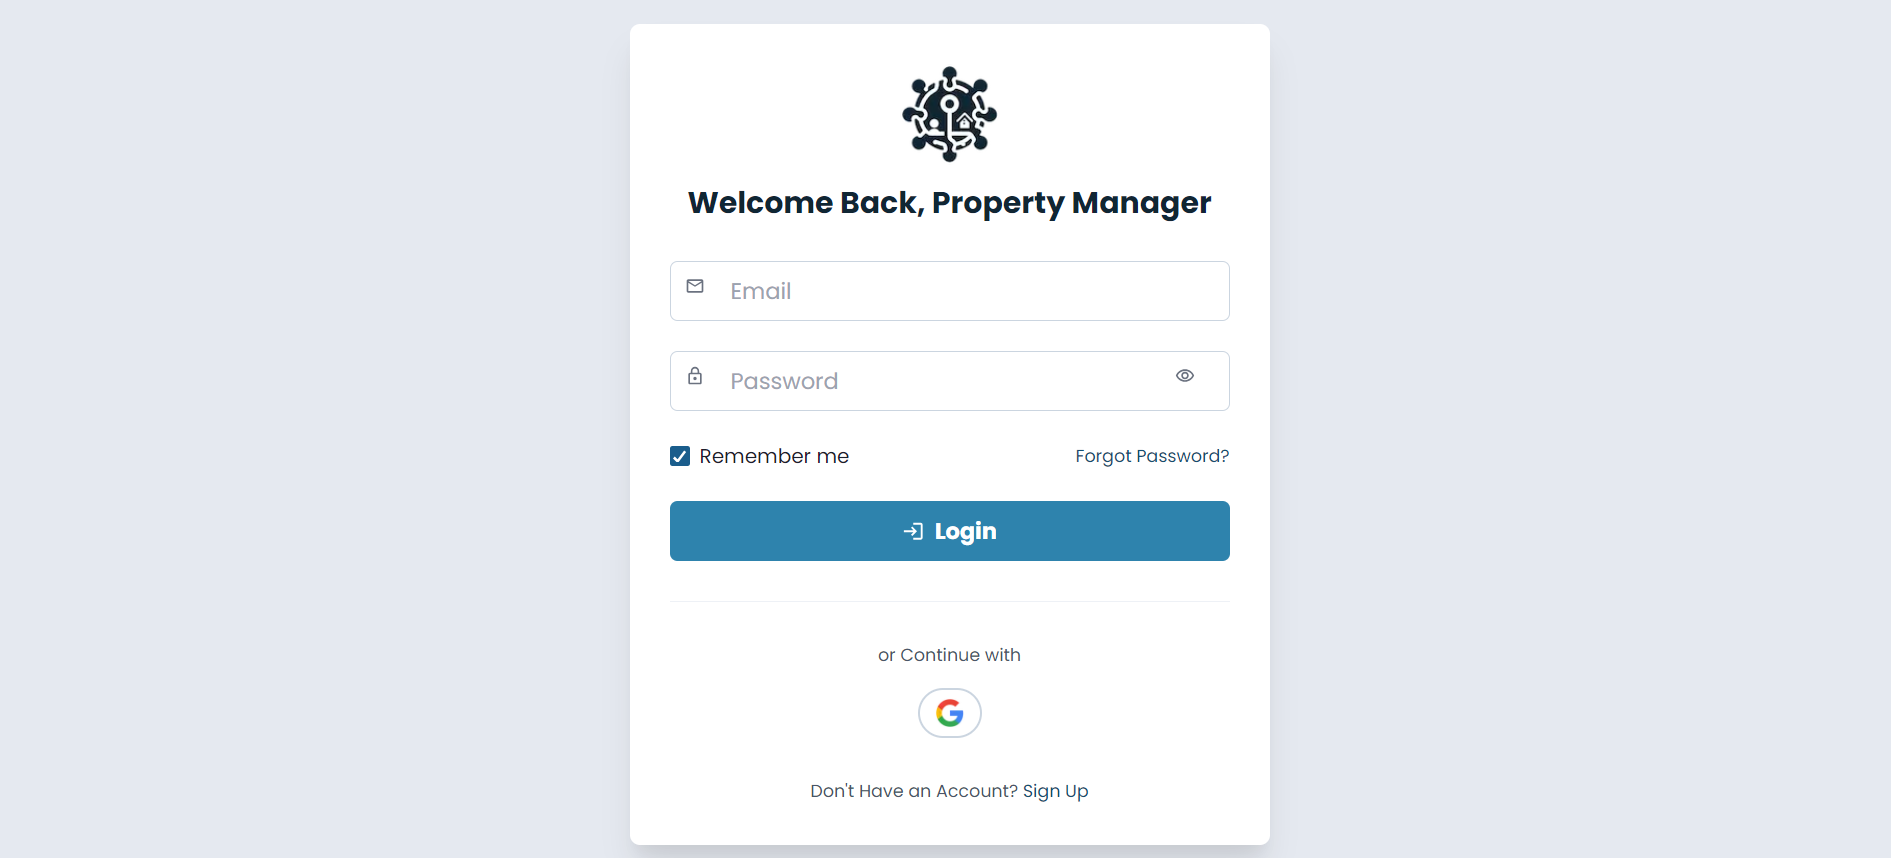 Welcome Back, Property Manager
Email
Password
Remember me
Forgot Password?
Login
or Continue with
Don't Have an Account? Sign Up